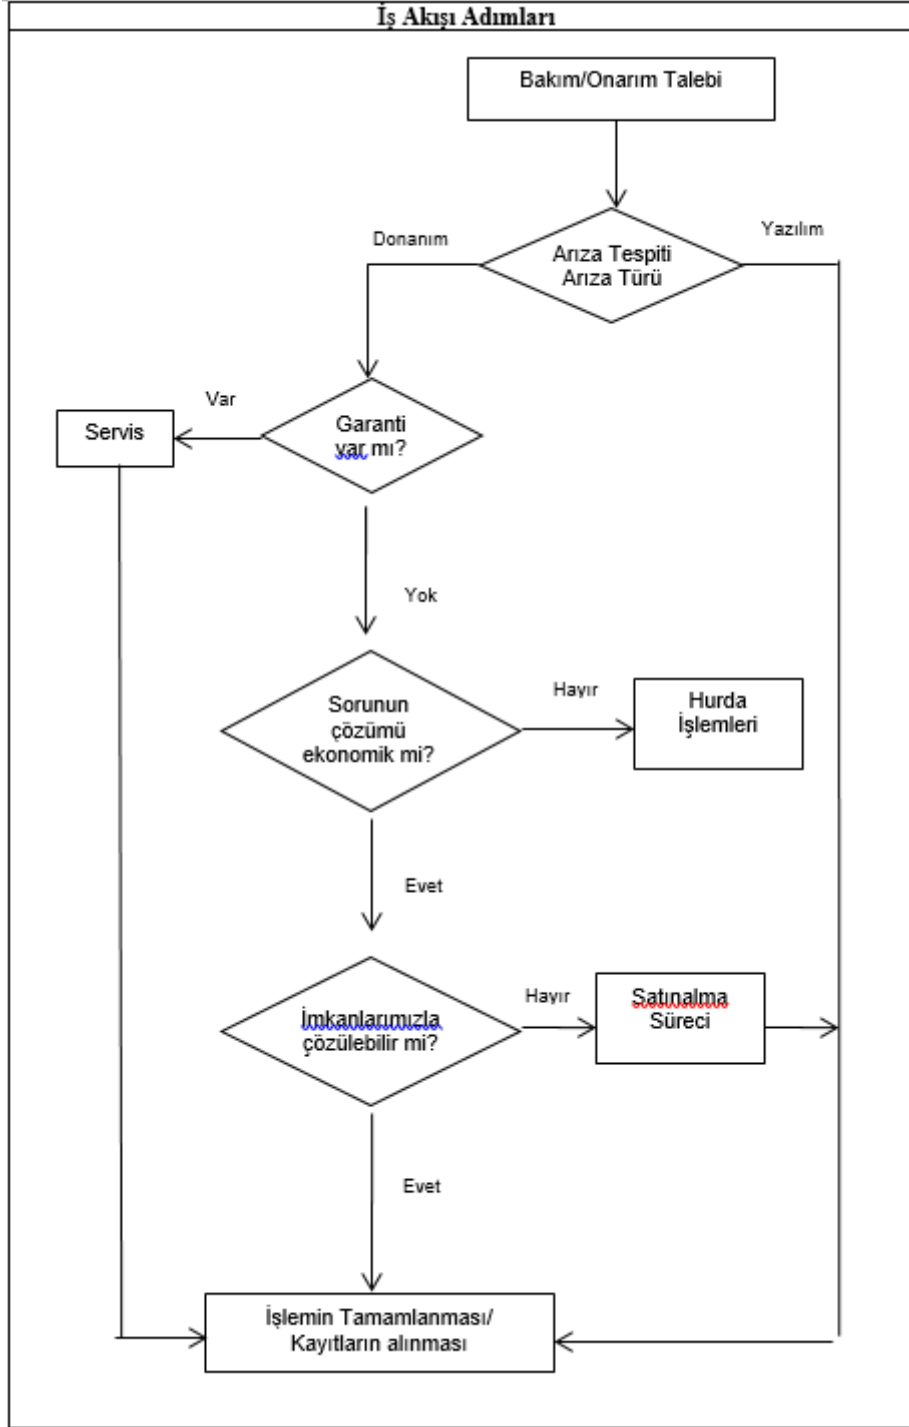 İş Akışı Adımları
Bakım/Onarım Talebi
Donanım
Yazılım
Arıza Tespiti
Arıza Türü
Var
Servis
Garanti
var mı?
Yok
Sorunun
çözümü
ekonomik mi?
Hayır
Hurda
İşlemleri
Evet
İmkanlarımızla
çözülebilir mi?
Hayır
Satınalma
Süreci
Evet
İşlemin Tamamlanması/
Kayıtların alınması